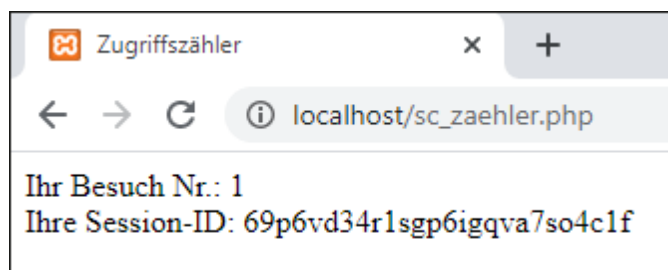 Zugriffszähler
localhost/sc_zaehler.php
Ihr Besuch Nr.: 1
Ihre Session-ID: 69p6vd34r1sgp6igqva7so4c1f